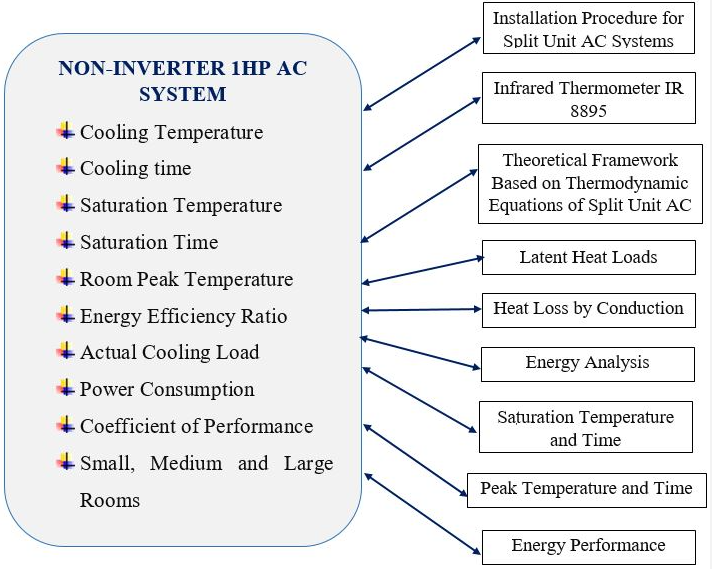 NON-INVERTER 1HP AC
SYSTEM
Cooling Temperature
Cooling time
Saturation Temperature
Saturation Time
Room Peak Temperature
Energy Efficiency Ratio
Actual Cooling Load
Power Consumption
Coefficient of Performance
Small, Medium and Large
Rooms
Installation Procedure for
Split Unit AC Systems
Infrared Thermometer IR
8895
Theoretical Framework
Based on Thermodynamic
Equations of Split Unit AC
Latent Heat Loads
Heat Loss by Conduction
Energy Analysis
Saturation Temperature
and Time
Peak Temperature and Time
Energy Performance